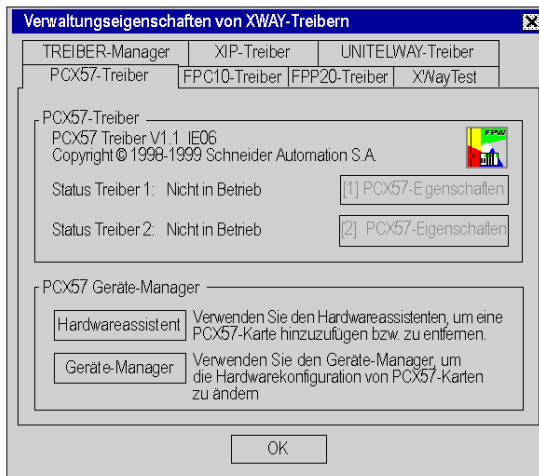 Verwaltungseigenschaften von XWAY-Treibern
TREIBER-Manager XIP-Treiber UNITELWAY-Treiber
PCX57-Treiber FPC10-Treiber FPP20-Treiber XWayTest
PCX57-Treiber
PCX57 Treiber V1.1 IE06
Copyright © 1998-1999 Schneider Automation S.A.
FPW
Status Treiber 1: Nicht in Betrieb [1] PCX57-Eigenschaften
Status Treiber 2: Nicht in Betrieb [2] PCX57-Eigenschaften
PCX57 Geräte-Manager
Hardwareassistent Verwenden Sie den Hardwareassistenten, um eine
PCX57-Karte hinzuzufügen bzw. zu entfernen.
Geräte-Manager Verwenden Sie den Geräte-Manager, um
die Hardwarekonfiguration von PCX57-Karten
zu ändern
OK